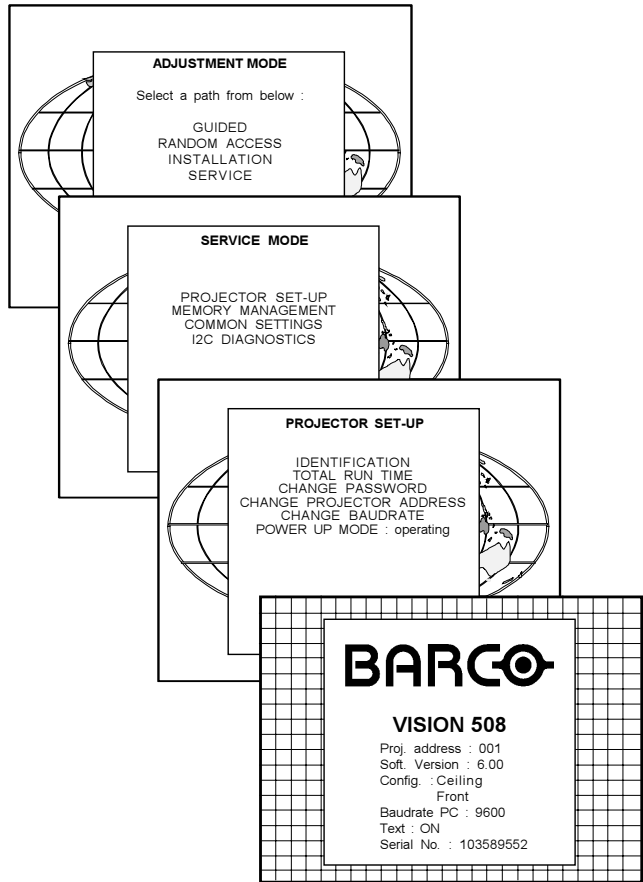 ADJUSTMENT MODE
Select a path from below :
GUIDED
RANDOM ACCESS
INSTALLATION
SERVICE
SERVICE MODE
PROJECTOR SET-UP
MEMORY MANAGEMENT
COMMON SETTINGS
I2C DIAGNOSTICS
PROJECTOR SET-UP
IDENTIFICATION
TOTAL RUN TIME
CHANGE PASSWORD
CHANGE PROJECTOR ADDRESS
CHANGE BAUDRATE
POWER UP MODE : operating
BARCO
VISION 508
Proj. address : 001
Soft. Version : 6.00
Config. : Ceiling
Front
Baudrate PC : 9600
Text : ON
Serial No. : 103589552